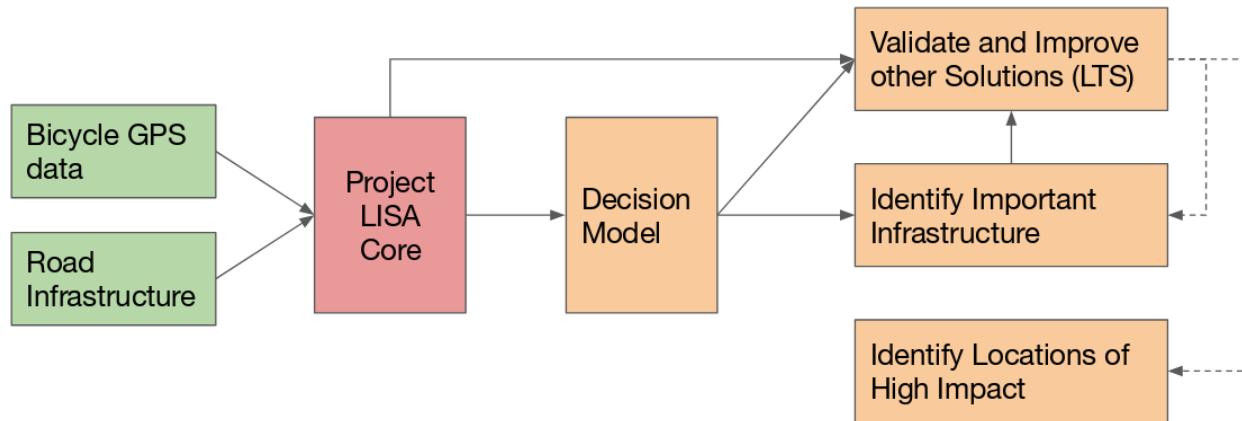 Bicycle GPS
data
Road
Infrastructure
Project
LISA
Core
Decision
Model
Validate and Improve
other Solutions (LTS)
Identify Important
Infrastructure
Identify Locations of
High Impact